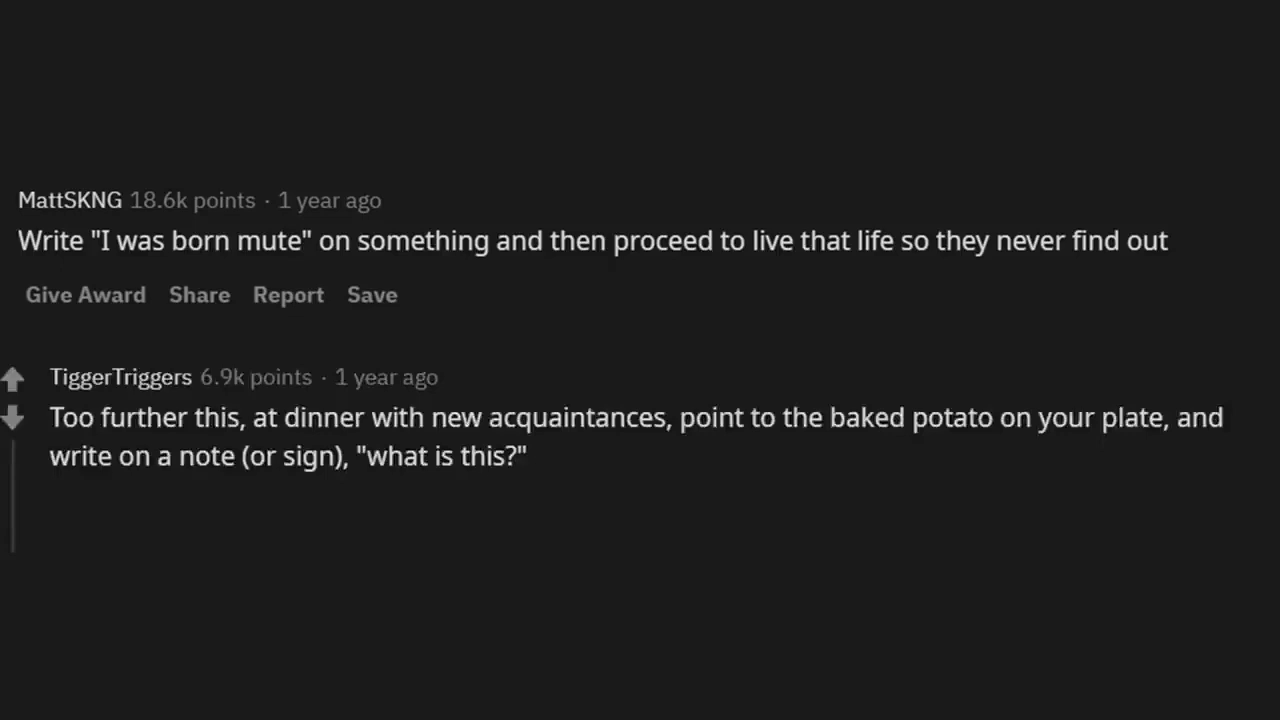 MattSKNG 18.6k points · 1 year ago
Write "I was born mute" on something and then proceed to live that life so they never find out
Give Award Share Report Save
TiggerTriggers 6.9k points · 1 year ago
Too further this, at dinner with new acquaintances, point to the baked potato on your plate, and
write on a note (or sign), "what is this?"